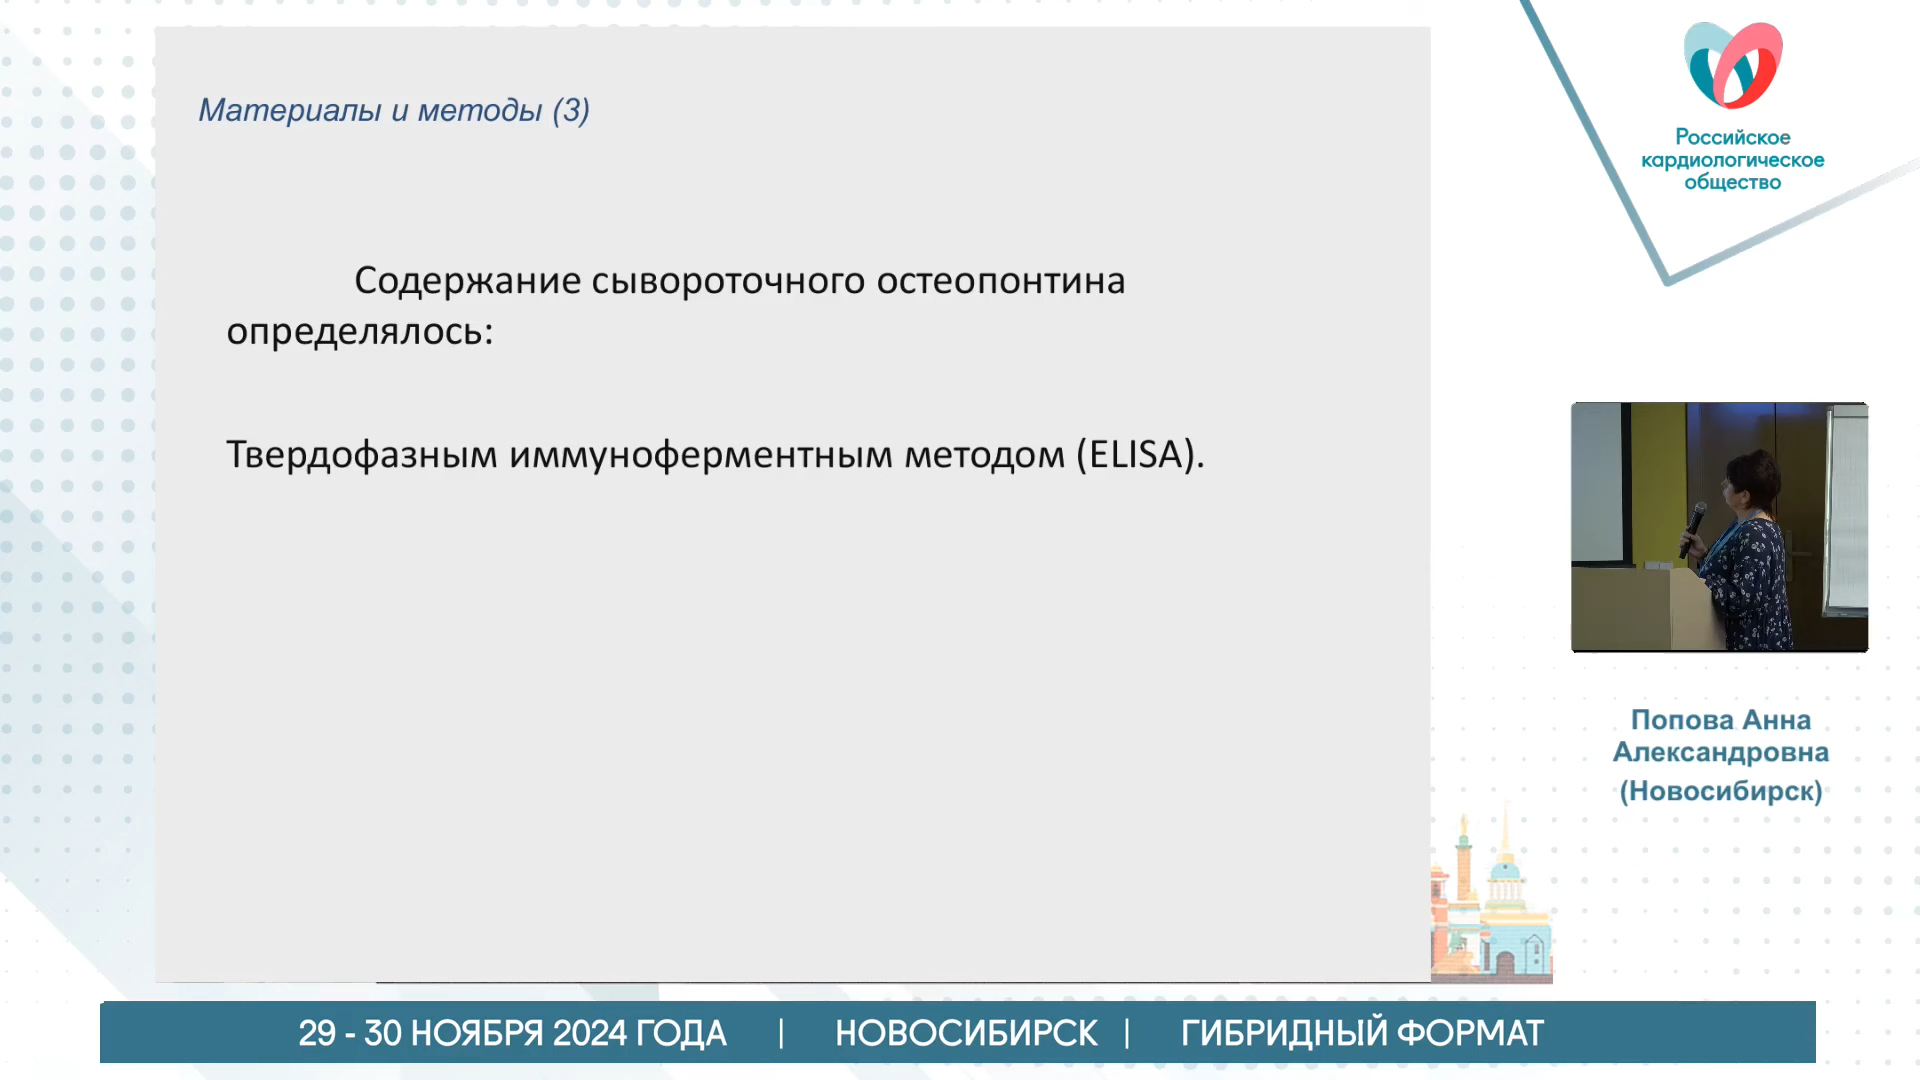 Материалы и методы (3)
Содержание сывороточного остеопонтина
определялось:
Твердофазным иммуноферментным методом (ELISA).
Российское
кардиологическое
общество
Попова Анна
Александровна
(Новосибирск)
29 - 30 НОЯБРЯ 2024 ГОДА | НОВОСИБИРСК | ГИБРИДНЫЙ ФОРМАТ